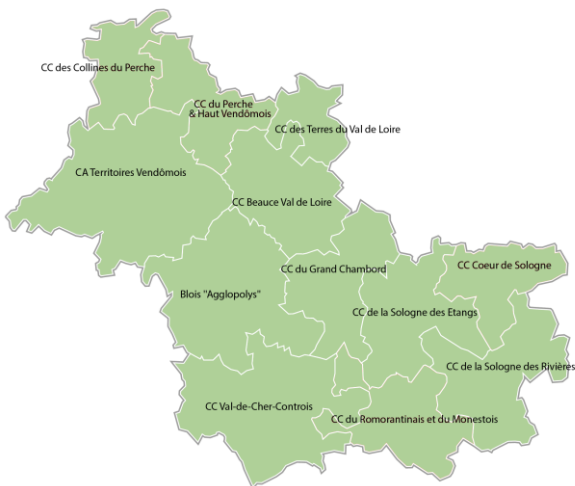 CC des Collines du Perche
CC du Perche
& Haut Vendômois
CC des Terres du Val de Loire
CA Territoires Vendômois
CC Beauce Val de Loire
CC du Grand Chambord
CC Coeur de Sologne
Blois "Agglopolys"
CC de la Sologne des Etangs
CC de la Sologne des Rivières
CC Val-de-Cher-Controis
CC du Romorantinais et du Monestois